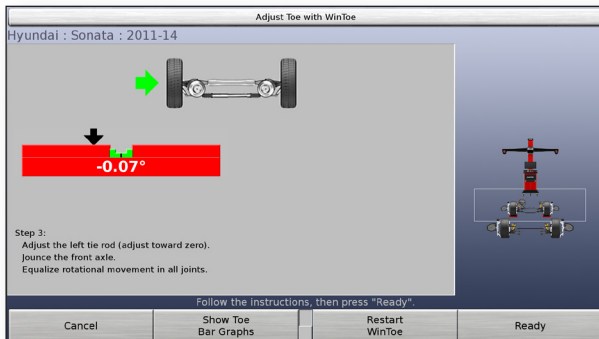 Adjust Toe with WinToe
Hyundai : Sonata : 2011-14
-0.07°
Step 3:
Adjust the left tie rod (adjust toward zero).
Jounce the front axle.
Equalize rotational movement in all joints.
Follow the instructions, then press "Ready".
Cancel
Show Toe
Bar Graphs
Restart
WinToe
Ready